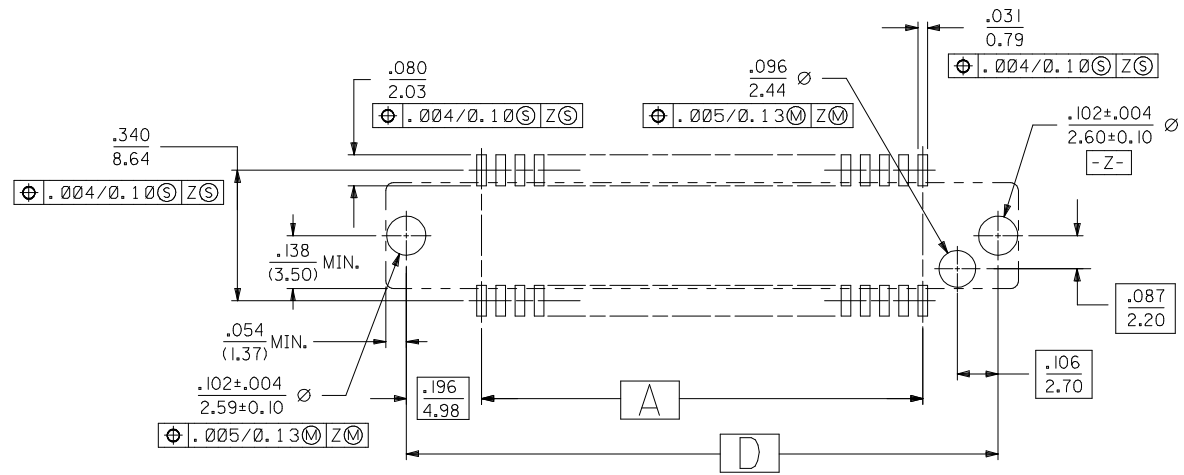 .031
0.79
⌖ .004/0.10Ⓢ ZⓈ
.080
2.03
⌖ .004/0.10Ⓢ ZⓈ
.096
2.44 Ø
⌖ .005/0.13Ⓜ ZⓂ
.102±.004
2.60±0.10 Ø
-Z-
.340
8.64
⌖ .004/0.10Ⓢ ZⓈ
.138
(3.50) MIN.
.087
2.20
.054
(1.37) MIN.
.106
2.70
.102±.004
2.59±0.10 Ø
⌖ .005/0.13Ⓜ ZⓂ
.196
4.98
A
D